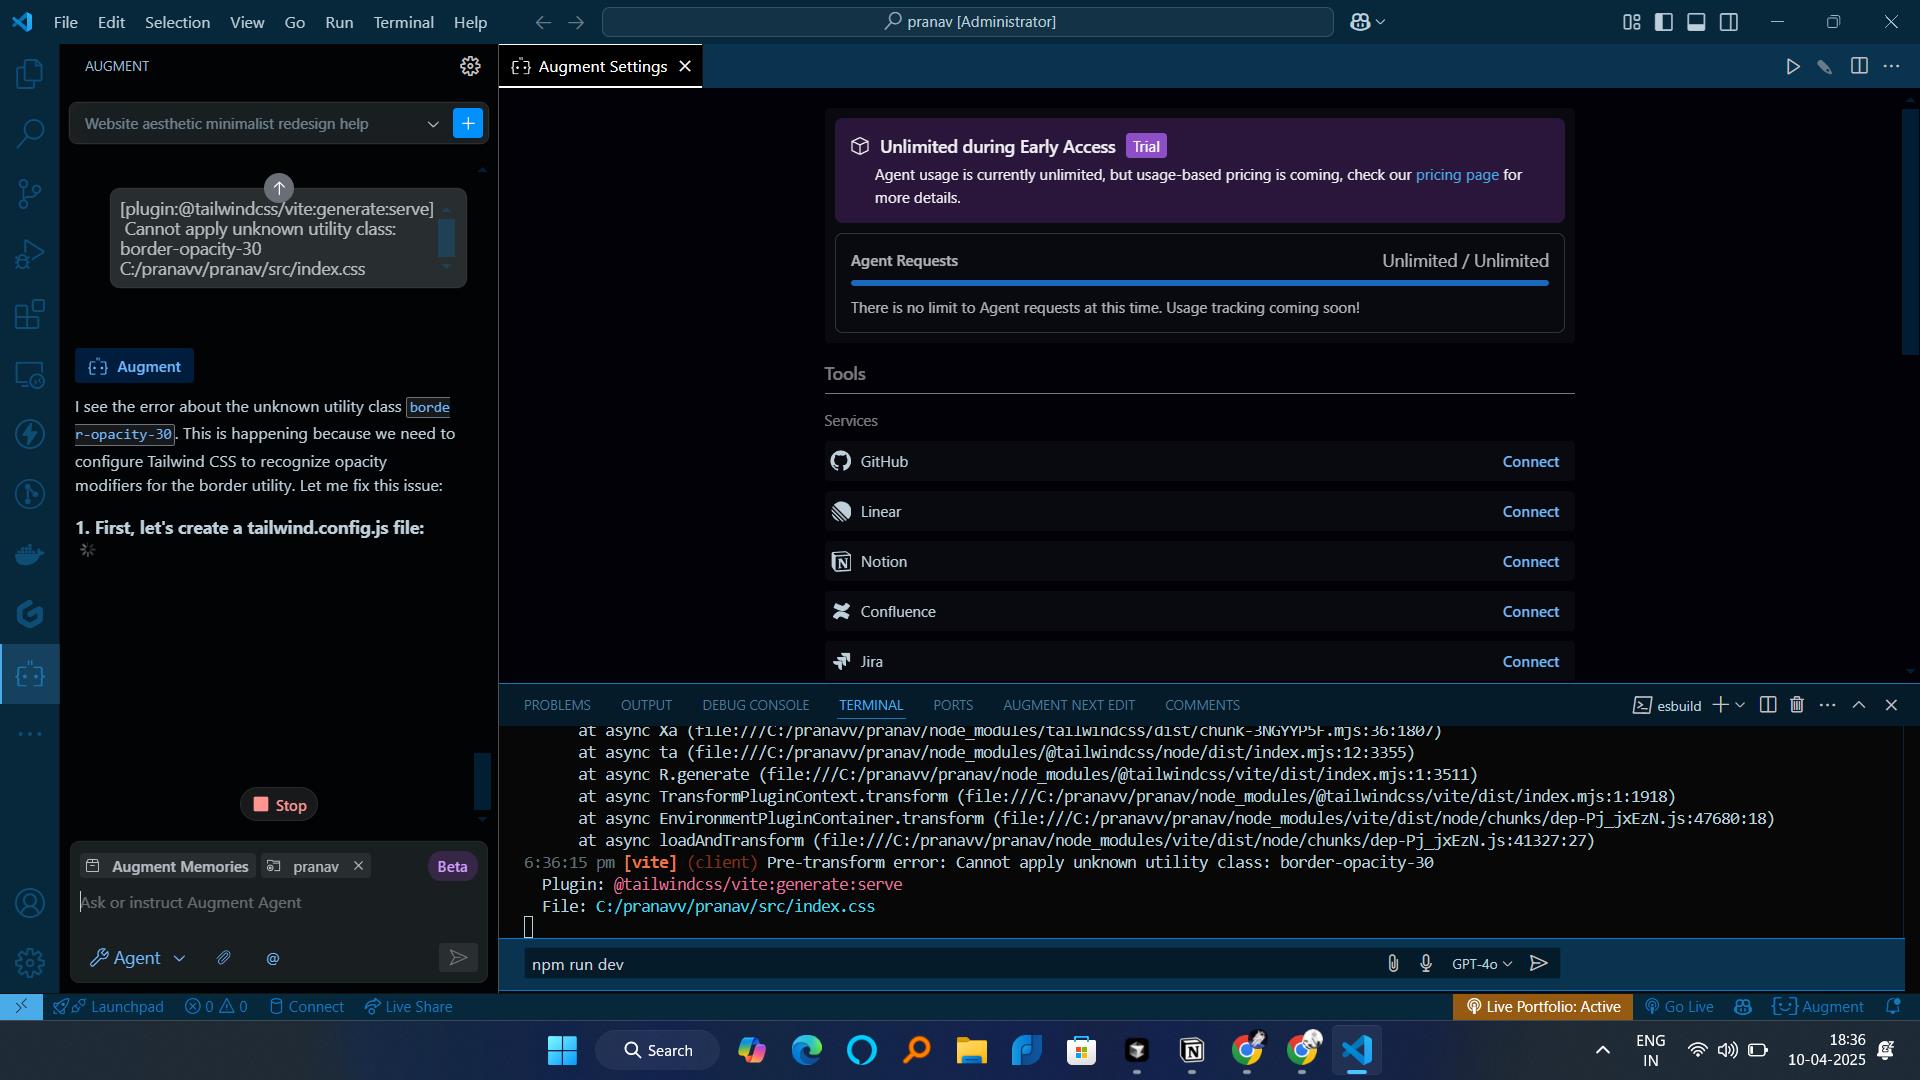 File Edit Selection View Go Run Terminal Help
pranav [Administrator]
AUGMENT
Website aesthetic minimalist redesign help
[plugin:@tailwindcss/vite:generate:serve]
Cannot apply unknown utility class:
border-opacity-30
C:/pranavv/pranav/src/index.css
Augment
I see the error about the unknown utility class borde
r-opacity-30. This is happening because we need to
configure Tailwind CSS to recognize opacity
modifiers for the border utility. Let me fix this issue:
1. First, let's create a tailwind.config.js file:
Stop
Augment Memories pranav Beta
Ask or instruct Augment Agent
Agent @
Augment Settings
Unlimited during Early Access Trial
Agent usage is currently unlimited, but usage-based pricing is coming, check our pricing page for
more details.
Agent Requests Unlimited / Unlimited
There is no limit to Agent requests at this time. Usage tracking coming soon!
Tools
Services
GitHub Connect
Linear Connect
Notion Connect
Confluence Connect
Jira Connect
PROBLEMS OUTPUT DEBUG CONSOLE TERMINAL PORTS AUGMENT NEXT EDIT COMMENTS esbuild
at async Xa (file:///C:/pranavv/pranav/node_modules/tailwindcss/dist/chunk-3NGYYP5F.mjs:36:1807)
at async ta (file:///C:/pranavv/pranav/node_modules/@tailwindcss/node/dist/index.mjs:12:3355)
at async R.generate (file:///C:/pranavv/pranav/node_modules/@tailwindcss/vite/dist/index.mjs:1:3511)
at async TransformPluginContext.transform (file:///C:/pranavv/pranav/node_modules/@tailwindcss/vite/dist/index.mjs:1:1918)
at async EnvironmentPluginContainer.transform (file:///C:/pranavv/pranav/node_modules/vite/dist/node/chunks/dep-Pj_jxEzN.js:47680:18)
at async loadAndTransform (file:///C:/pranavv/pranav/node_modules/vite/dist/node/chunks/dep-Pj_jxEzN.js:41327:27)
6:36:15 pm [vite] (client) Pre-transform error: Cannot apply unknown utility class: border-opacity-30
Plugin: @tailwindcss/vite:generate:serve
File: C:/pranavv/pranav/src/index.css
npm run dev GPT-4o
Launchpad 0 0 Connect Live Share Live Portfolio: Active Go Live Augment
Search
ENG
IN
18:36
10-04-2025